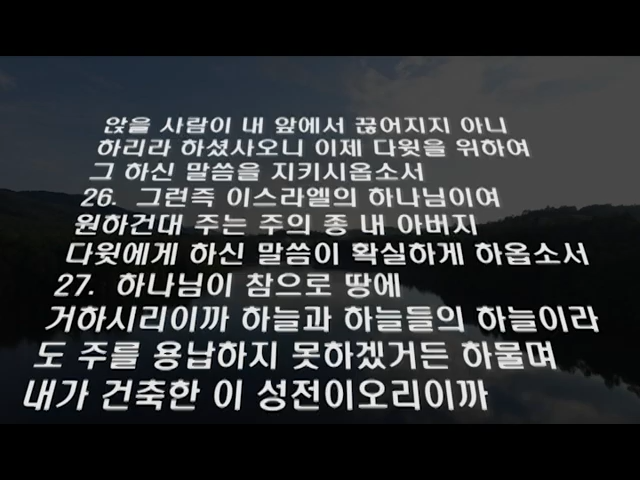 앉을 사람이 내 앞에서 끊어지지 아니
하리라 하셨사오니 이제 다윗을 위하여
그 하신 말씀을 지키시옵소서
26. 그런즉 이스라엘의 하나님이여
원하건대 주는 주의 종 내 아버지
다윗에게 하신 말씀이 확실하게 하옵소서
27. 하나님이 참으로 땅에
거하시리이까 하늘과 하늘들의 하늘이라
도 주를 용납하지 못하겠거든 하물며
내가 건축한 이 성전이오리이까